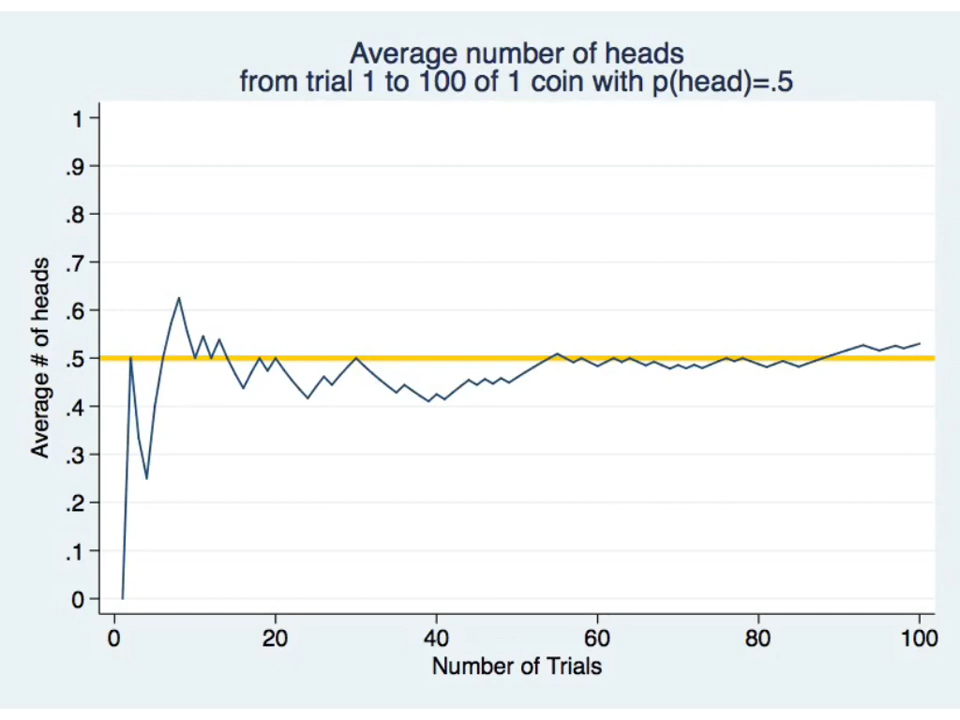 Average number of heads
from trial 1 to 100 of 1 coin with p(head)=.5
1
.9
.8
.7
.6
.5
.4
.3
.2
.1
0
Average # of heads
0 20 40 60 80 100
Number of Trials